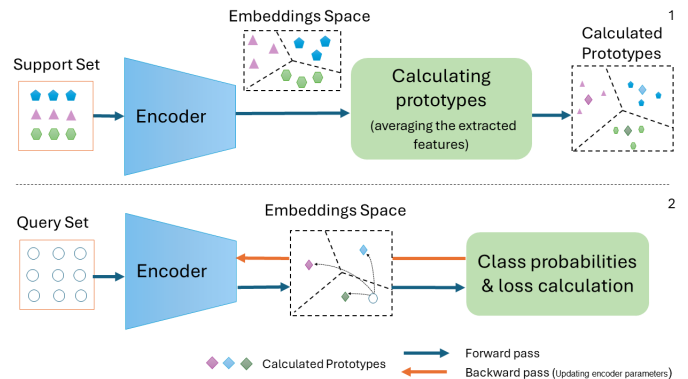 Embeddings Space
1
Calculated
Prototypes
Support Set
Encoder
Calculating
prototypes
(averaging the extracted
features)
2
Embeddings Space
Query Set
Encoder
Class probabilities
& loss calculation
Calculated Prototypes
Forward pass
Backward pass (Updating encoder parameters)